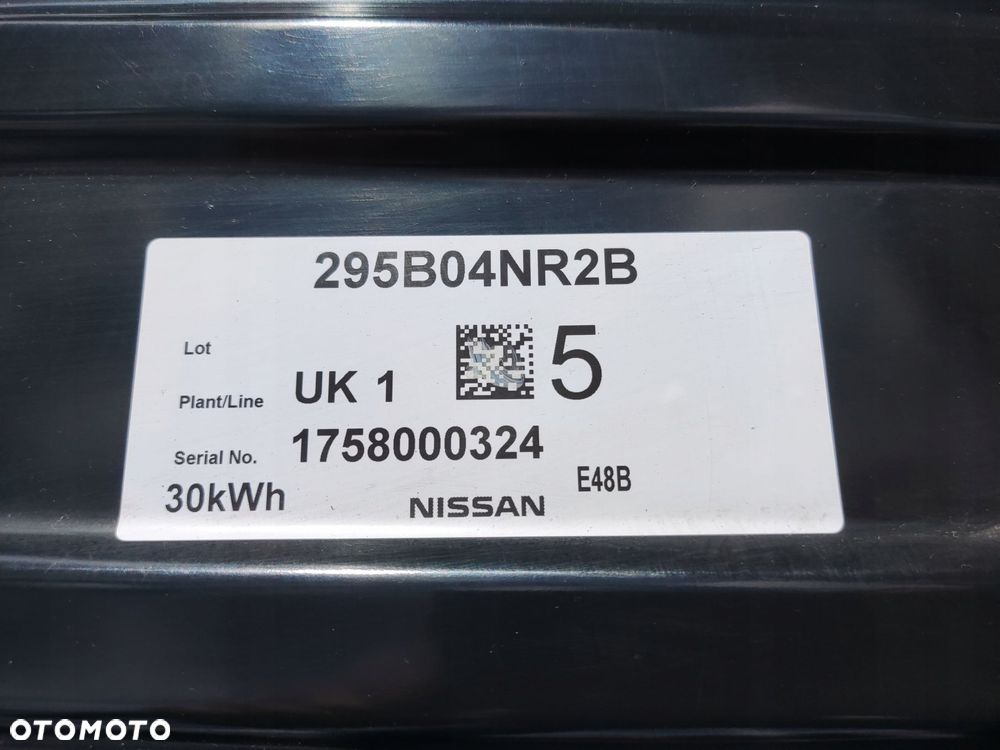 295B04NR2B
Lot
5
Plant/Line UK 1
Serial No. 1758000324
30kWh NISSAN E48B
OTOMOTO